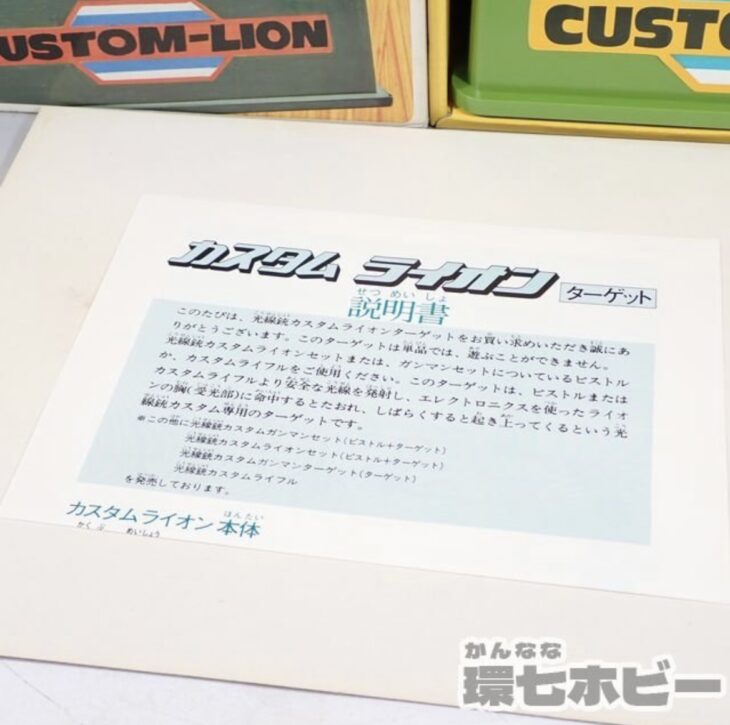 CUSTOM-LION
CUSTO
カスタム ライオン ターゲット
せつ めい しょ
説明書
このたびは、光線銃カスタムライオンターゲットをお買い求めいただき誠にあ
りがとうございます。このターゲットは単品では、遊ぶことができません。
光線銃カスタムライオンセットまたは、ガンマンセットについているピストル
か、カスタムライフルをご使用ください。このターゲットは、ピストルまたは
カスタムライフルより安全な光線を発射し、エレクトロニクスを使ったライオ
ンの胸(受光部)に命中するとたおれ、しばらくすると起き上ってくるという光
線銃カスタム専用のターゲットです。
※この他に光線銃カスタムガンマンセット(ピストル+ターゲット)
光線銃カスタムライオンセット(ピストル+ターゲット)
光線銃カスタムガンマンターゲット(ターゲット)
光線銃カスタムライフル
を発売しております。
ほんたい
カスタムライオン本体
かく ぶ めいしょう
かんなな
環七ホビー